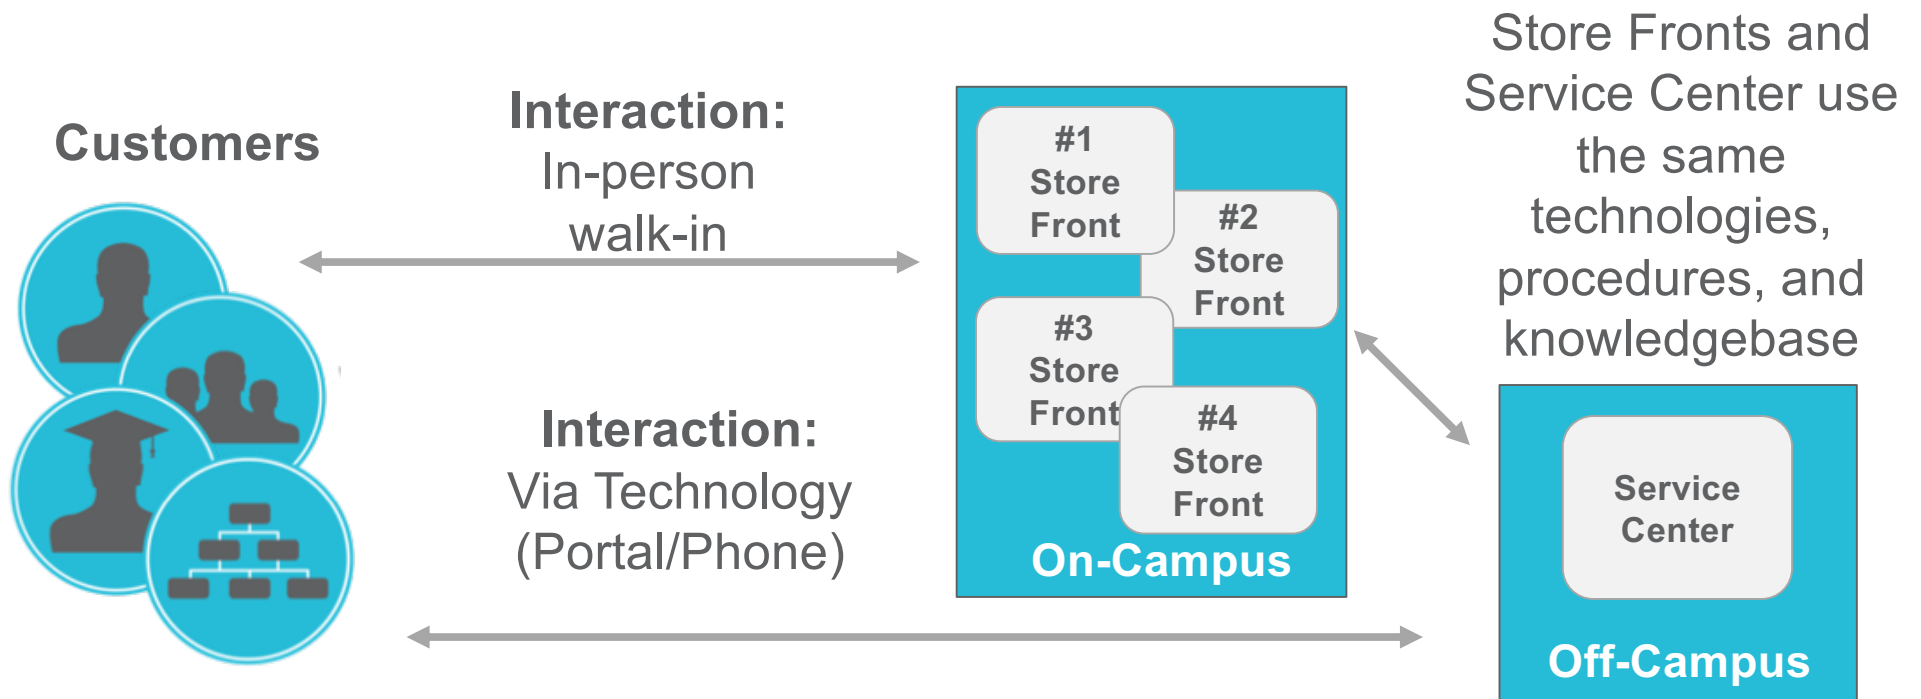 Customers
Interaction:
In-person
walk-in
Interaction:
Via Technology
(Portal/Phone)
#1
Store
Front
#2
Store
Front
#3
Store
Front
#4
Store
Front
On-Campus
Store Fronts and
Service Center use
the same
technologies,
procedures, and
knowledgebase
Service
Center
Off-Campus